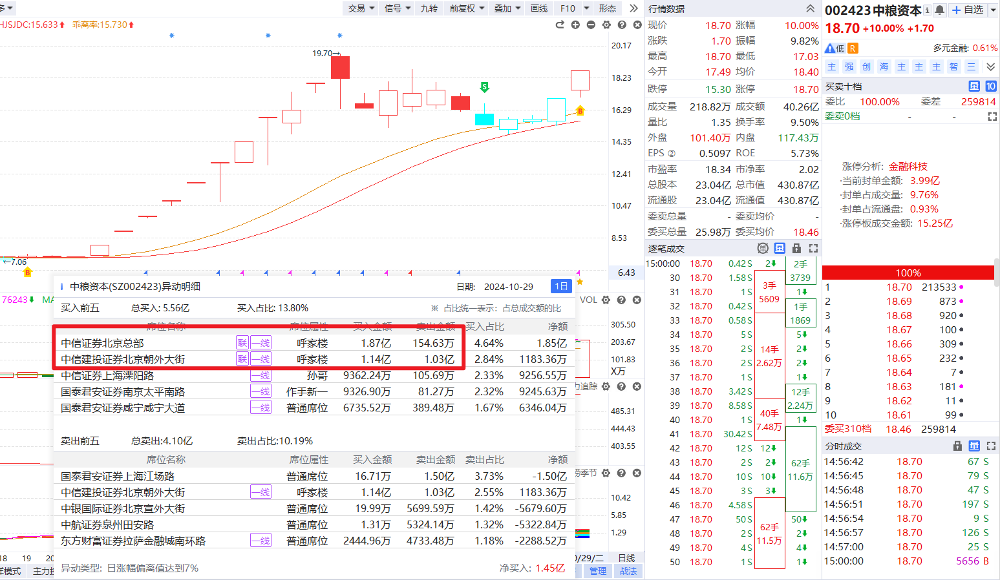 多 交易 信号 九转 前复权 叠加 画线 F10 形态
HJSJDC:15.633 乖离率:15.730
20.17
19.70
18.23
S
16.29
B
14.35
12.41
10.47
8.53
7.06
B
6.43
76243 MA
VOL
305.50
203.67
101.83
X万
力追踪
485.31
444.43
403.55
季节
10.42
5.85
1.29
18 19 20
0/29/二 日线
样模式 主力 管理 战法
中粮资本(SZ002423)异动明细 日期: 2024-10-29 1日
买入前五 总买入: 5.56亿 买入占比: 13.80% ※ 占比统一表示: 占总成交额的比
席位名称 席位属性 买入金额 卖出金额 买入占比 净额
中信证券北京总部 联 一线 呼家楼 1.87亿 154.63万 4.64% 1.85亿
中信建投证券北京朝外大街 联 一线 呼家楼 1.14亿 1.03亿 2.84% 1183.36万
中信证券上海溧阳路 一线 孙哥 9362.24万 105.69万 2.33% 9256.55万
国泰君安证券南京太平南路 一线 作手新一 9326.90万 81.27万 2.32% 9245.63万
国泰君安证券咸宁咸宁大道 一线 普通席位 6735.52万 389.48万 1.67% 6346.04万
卖出前五 总卖出:4.10亿 卖出占比:10.19%
席位名称 席位属性 买入金额 卖出金额 卖出占比 净额
国泰君安证券上海江场路 普通席位 16.71万 1.50亿 3.73% -1.50亿
中信建投证券北京朝外大街 一线 呼家楼 1.14亿 1.03亿 2.55% 1183.36万
中银国际证券北京宣外大街 普通席位 19.99万 5699.59万 1.42% -5679.60万
中航证券泉州田安路 普通席位 1.31万 5324.14万 1.32% -5322.84万
东方财富证券拉萨金融城南环路 一线 普通席位 2444.96万 4733.48万 1.18% -2288.52万
异动类型: 日涨幅偏离值达到7% 净买入: 1.45亿
行情数据
现价 18.70 涨幅 10.00%
涨跌 1.70 振幅 9.82%
最高 18.70 最低 17.03
今开 17.49 均价 18.40
跌停 15.30 涨停 18.70
成交量 218.82万 成交额 40.26亿
量比 1.35 换手率 9.50%
外盘 101.40万 内盘 117.43万
EPS ② 0.5097 ROE 5.73%
市盈率 18.34 市净率 2.02
总股本 23.04亿 总市值 430.87亿
流通股 23.04亿 流通值 430.87亿
委卖总量 - 委卖均价 -
委买总量 25.98万 委买均价 18.46
逐笔成交 单 量
15:00:00 18.70 0.42 S 2
30 18.70 1.58 S
31 18.70 1 S
32 18.70 0.42 S
33 18.70 0.58 S
34 18.70 5 S
35 18.70 2 S
36 18.70 2 S
37 18.70 1 S
38 18.70 3.42 S
39 18.70 8.58 S
40 18.70 1 S
41 18.70 30.42 S
42 18.70 12 S 12
43 18.70 2 S 2
44 18.70 10 S 10
45 18.70 3 S 3
46 18.70 4.58 S
47 18.70 50 S
48 18.70 2 S
49 18.70 4 S
50 18.70 1 S
3手
5609
14手
2.62万
40手
7.48万
62手
11.5万
2手
3739
1
1手
1869
5
2
2
1
12手
2.24万
1
62手
11.6万
50
2
4
1
002423 中粮资本 自选
18.70 +10.00% +1.70
低 R 多元金融: 0.61%
主 强 创 海 主 主 主 智 三
买卖十档 量 10
委比 100.00% 委差 259814
委卖0档 - -
涨停分析: 金融科技
·当前封单金额: 3.99亿
·封单占成交量: 9.76%
·封单占流通盘: 0.93%
·涨停板成交金额: 15.25亿
100%
1 18.70 213533
2 18.69 873
3 18.68 920
4 18.67 100
5 18.66 309
6 18.65 232
7 18.64 7
8 18.63 181
9 18.62 11
10 18.61 99
委买310档 18.46 259814
分时成交 量
14:56:42 18.70 67 S
14:56:45 18.70 79 S
14:56:48 18.70 47 S
14:56:51 18.70 197 S
14:56:54 18.70 9 S
14:56:57 18.70 126 S
14:57:00 18.70 25 S
15:00:00 18.70 5656 B